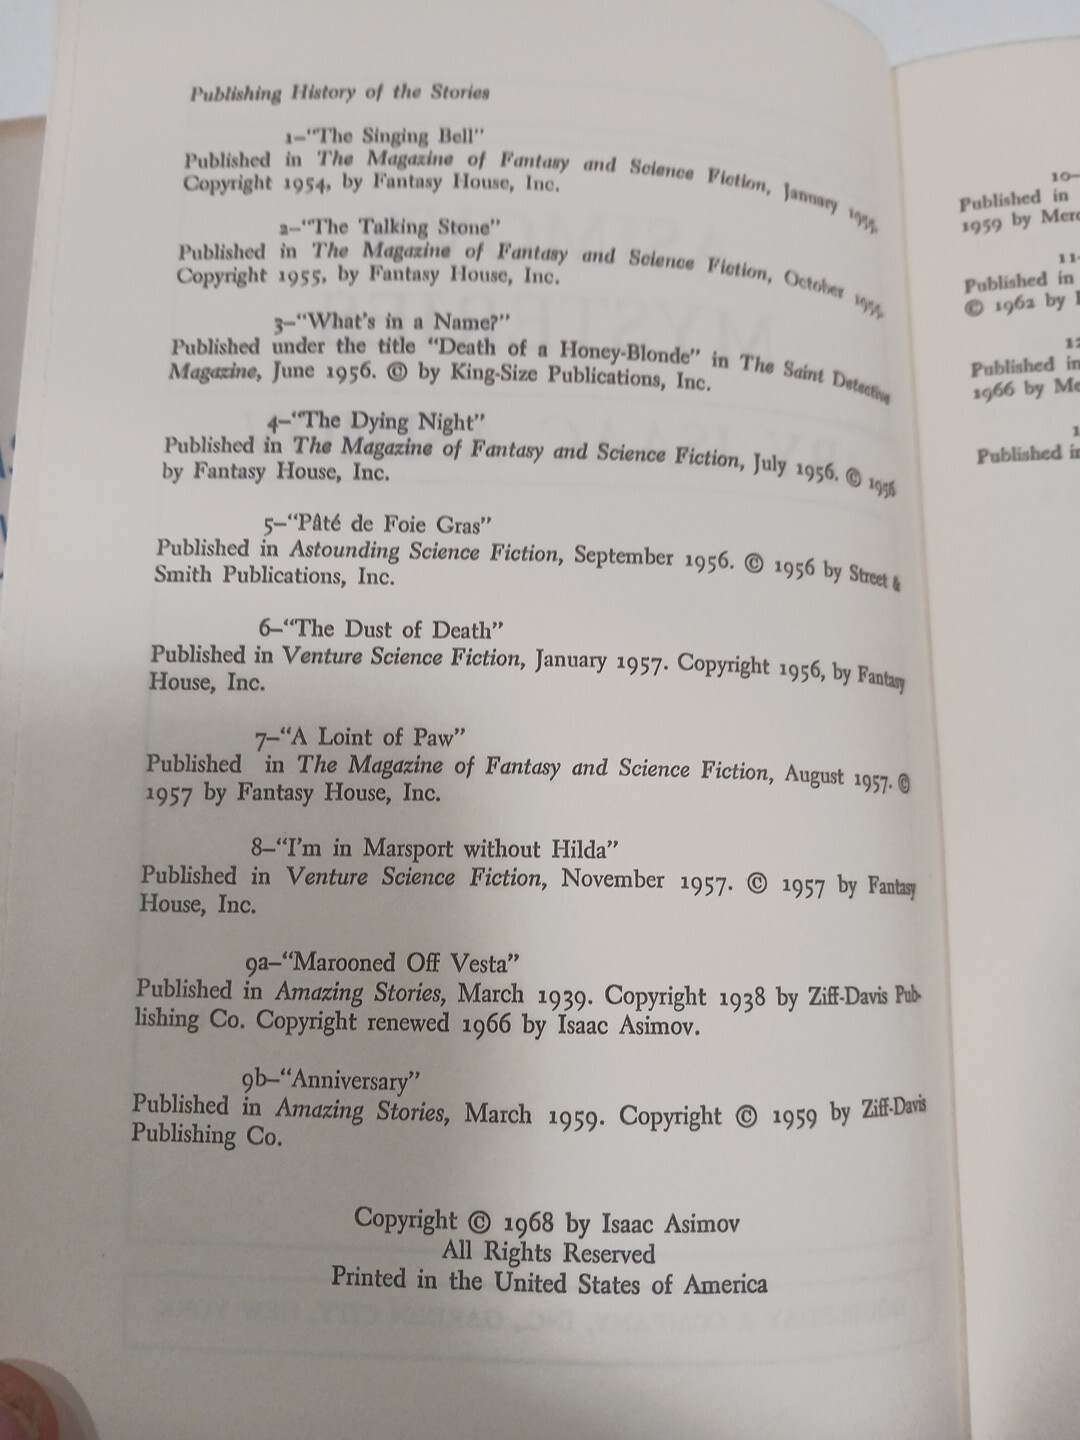 Publishing History of the Stories
1–“The Singing Bell”
Published in The Magazine of Fantasy and Science Fiction, January 1955.
Copyright 1954, by Fantasy House, Inc.
2–“The Talking Stone”
Published in The Magazine of Fantasy and Science Fiction, October 1955.
Copyright 1955, by Fantasy House, Inc.
3–“What’s in a Name?”
Published under the title “Death of a Honey-Blonde” in The Saint Detective
Magazine, June 1956. © by King-Size Publications, Inc.
4–“The Dying Night”
Published in The Magazine of Fantasy and Science Fiction, July 1956. © 1956
by Fantasy House, Inc.
5–“Pâté de Foie Gras”
Published in Astounding Science Fiction, September 1956. © 1956 by Street &
Smith Publications, Inc.
6–“The Dust of Death”
Published in Venture Science Fiction, January 1957. Copyright 1956, by Fantasy
House, Inc.
7–“A Loint of Paw”
Published in The Magazine of Fantasy and Science Fiction, August 1957. ©
1957 by Fantasy House, Inc.
8–“I’m in Marsport without Hilda”
Published in Venture Science Fiction, November 1957. © 1957 by Fantasy
House, Inc.
9a–“Marooned Off Vesta”
Published in Amazing Stories, March 1939. Copyright 1938 by Ziff-Davis Pub-
lishing Co. Copyright renewed 1966 by Isaac Asimov.
9b–“Anniversary”
Published in Amazing Stories, March 1959. Copyright © 1959 by Ziff-Davis
Publishing Co.
Copyright © 1968 by Isaac Asimov
All Rights Reserved
Printed in the United States of America
10–
Published in
1959 by Merc
11–
Published in
© 1962 by
12
Published in
1966 by Me
1
Published in